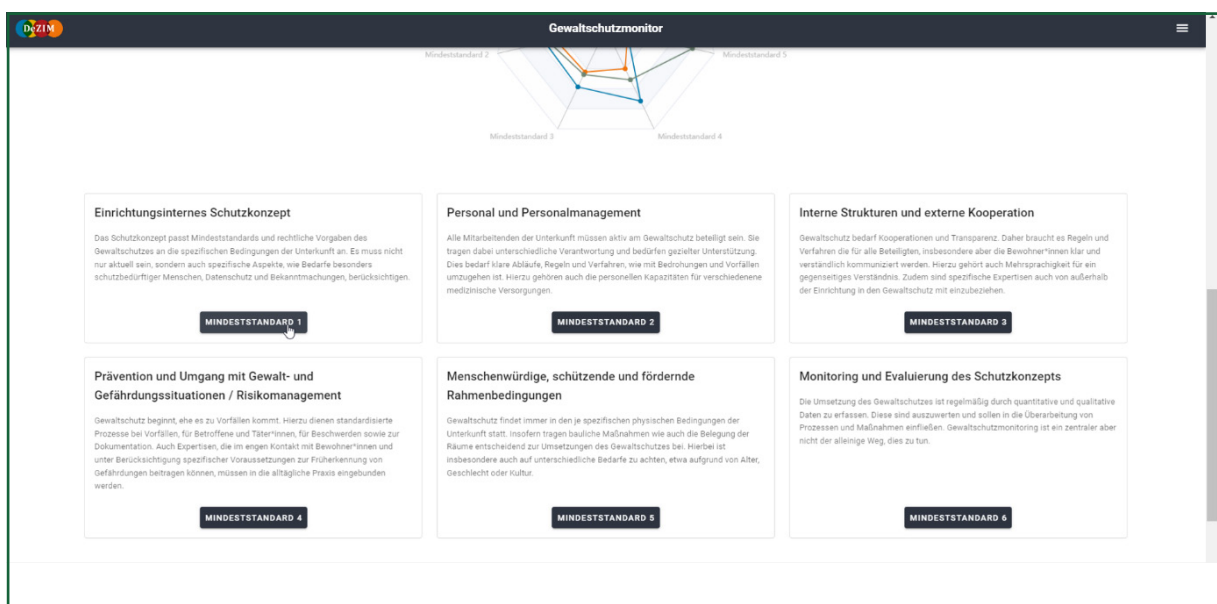 DeZIM
Gewaltschutzmonitor
Mindeststandard 2
Mindeststandard 5
Mindeststandard 3
Mindeststandard 4
Einrichtungsinternes Schutzkonzept
Das Schutzkonzept passt Mindeststandards und rechtliche Vorgaben des
Gewaltschutzes an die spezifischen Bedingungen der Unterkunft an. Es muss nicht
nur aktuell sein, sondern auch spezifische Aspekte, wie Bedarfe besonders
schutzbedürftiger Menschen, Datenschutz und Bekanntmachungen, berücksichtigen.
MINDESTSTANDARD 1
Personal und Personalmanagement
Alle Mitarbeitenden der Unterkunft müssen aktiv am Gewaltschutz beteiligt sein. Sie
tragen dabei unterschiedliche Verantwortung und bedürfen gezielter Unterstützung.
Dies bedarf klare Abläufe, Regeln und Verfahren, wie mit Bedrohungen und Vorfällen
umzugehen ist. Hierzu gehören auch die personellen Kapazitäten für verschiedenene
medizinische Versorgungen.
MINDESTSTANDARD 2
Interne Strukturen und externe Kooperation
Gewaltschutz bedarf Kooperationen und Transparenz. Daher braucht es Regeln und
Verfahren die für alle Beteiligten, insbesondere aber die Bewohner*innen klar und
verständlich kommuniziert werden. Hierzu gehört auch Mehrsprachigkeit für ein
gegenseitiges Verständnis. Zudem sind spezifische Expertisen auch von außerhalb
der Einrichtung in den Gewaltschutz mit einzubeziehen.
MINDESTSTANDARD 3
Prävention und Umgang mit Gewalt- und
Gefährdungssituationen / Risikomanagement
Gewaltschutz beginnt, ehe es zu Vorfällen kommt. Hierzu dienen standardisierte
Prozesse bei Vorfällen, für Betroffene und Täter*innen, für Beschwerden sowie zur
Dokumentation. Auch Expertisen, die im engen Kontakt mit Bewohner*innen und
unter Berücksichtigung spezifischer Voraussetzungen zur Früherkennung von
Gefährdungen beitragen können, müssen in die alltägliche Praxis eingebunden
werden.
MINDESTSTANDARD 4
Menschenwürdige, schützende und fördernde
Rahmenbedingungen
Gewaltschutz findet immer in den je spezifischen physischen Bedingungen der
Unterkunft statt. Insofern tragen bauliche Maßnahmen wie auch die Belegung der
Räume entscheidend zur Umsetzungen des Gewaltschutzes bei. Hierbei ist
insbesondere auch auf unterschiedliche Bedarfe zu achten, etwa aufgrund von Alter,
Geschlecht oder Kultur.
MINDESTSTANDARD 5
Monitoring und Evaluierung des Schutzkonzepts
Die Umsetzung des Gewaltschutzes ist regelmäßig durch quantitative und qualitative
Daten zu erfassen. Diese sind auszuwerten und sollen in die Überarbeitung von
Prozessen und Maßnahmen einfließen. Gewaltschutzmonitoring ist ein zentraler aber
nicht der alleinige Weg, dies zu tun.
MINDESTSTANDARD 6